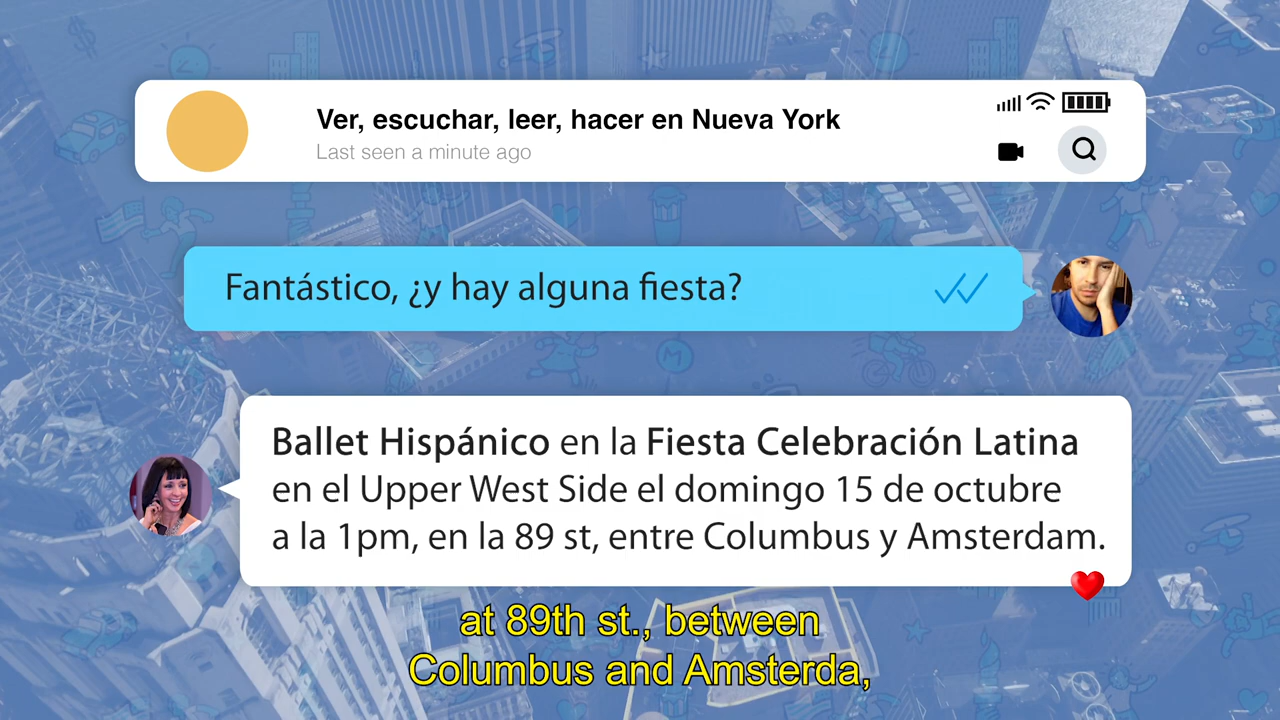 Ver, escuchar, leer, hacer en Nueva York
Last seen a minute ago
Fantástico, ¿y hay alguna fiesta?
Ballet Hispánico en la Fiesta Celebración Latina
en el Upper West Side el domingo 15 de octubre
a la 1pm, en la 89 st, entre Columbus y Amsterdam.
at 89th st., between
Columbus and Amsterda,